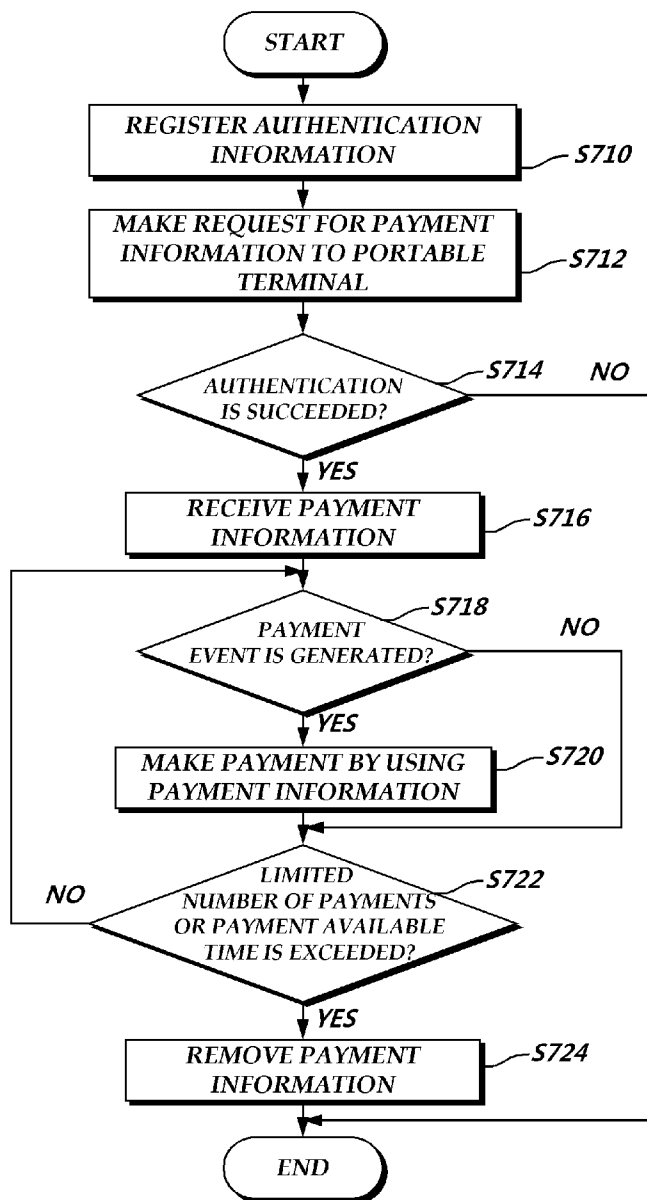 START
REGISTER AUTHENTICATION
INFORMATION
S710
MAKE REQUEST FOR PAYMENT
INFORMATION TO PORTABLE
TERMINAL
S712
AUTHENTICATION
IS SUCCEEDED?
S714
NO
YES
RECEIVE PAYMENT
INFORMATION
S716
PAYMENT
EVENT IS GENERATED?
S718
NO
YES
MAKE PAYMENT BY USING
PAYMENT INFORMATION
S720
LIMITED
NUMBER OF PAYMENTS
OR PAYMENT AVAILABLE
TIME IS EXCEEDED?
S722
NO
YES
REMOVE PAYMENT
INFORMATION
S724
END